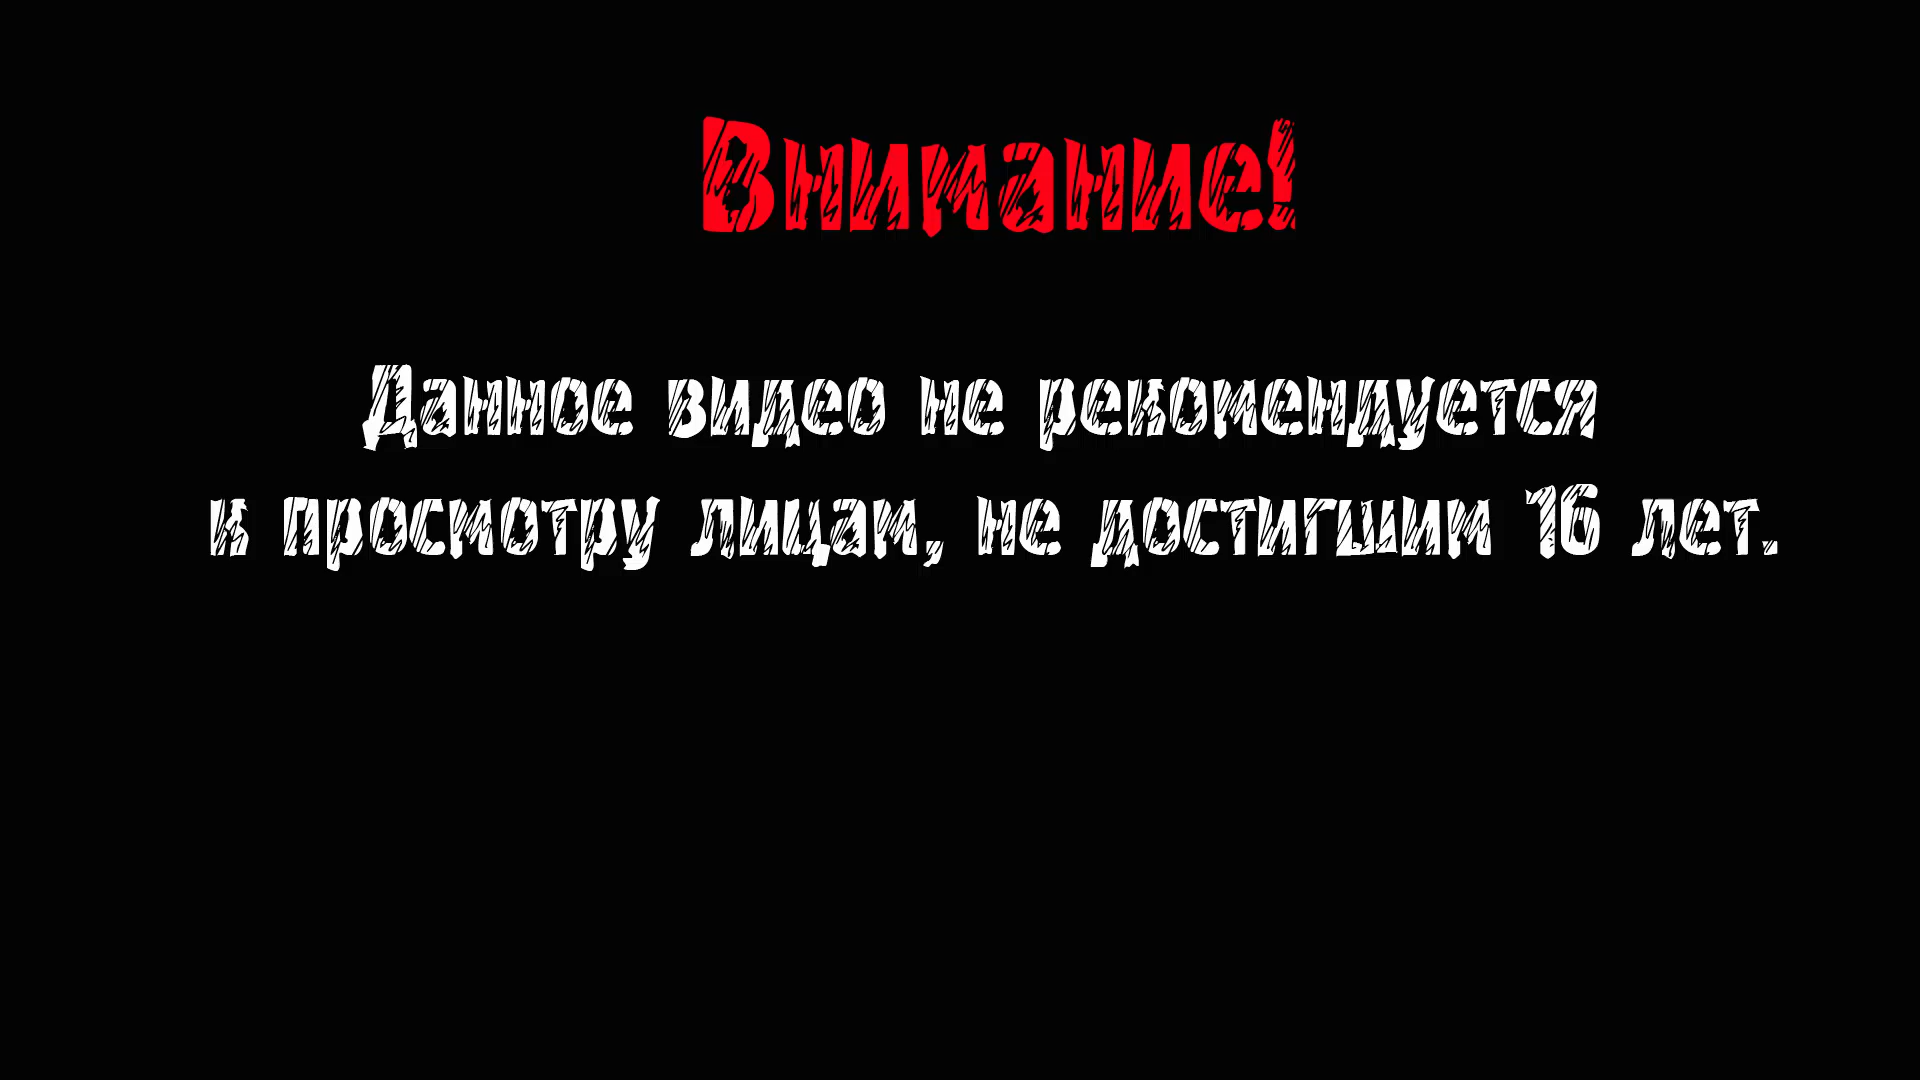 Внимание!
Данное видео не рекомендуется
к просмотру лицам, не достигшим 16 лет.